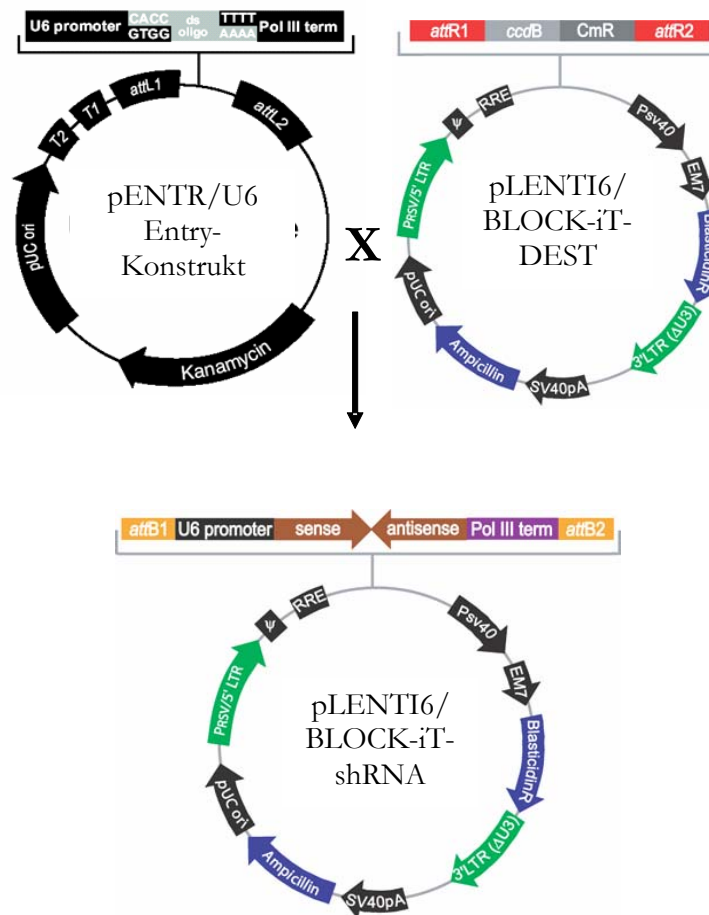 U6 promoter CACC ds TTTT Pol III term
GTGG oligo AAAA
attL1
attL2
T1
T2
pUC ori
Kanamycin
pENTR/U6
Entry-
Konstrukt
e
X
attR1 ccdB CmR attR2
Ψ
RRE
PSV40
EM7
BlasticidinR
3'LTR (ΔU3)
SV40pA
Ampicillin
pUC ori
PRSV/5' LTR
pLENTI6/
BLOCK-iT-
DEST
attB1 U6 promoter sense antisense Pol III term attB2
Ψ
RRE
PSV40
EM7
BlasticidinR
3'LTR (ΔU3)
SV40pA
Ampicillin
pUC ori
PRSV/5' LTR
pLENTI6/
BLOCK-iT-
shRNA